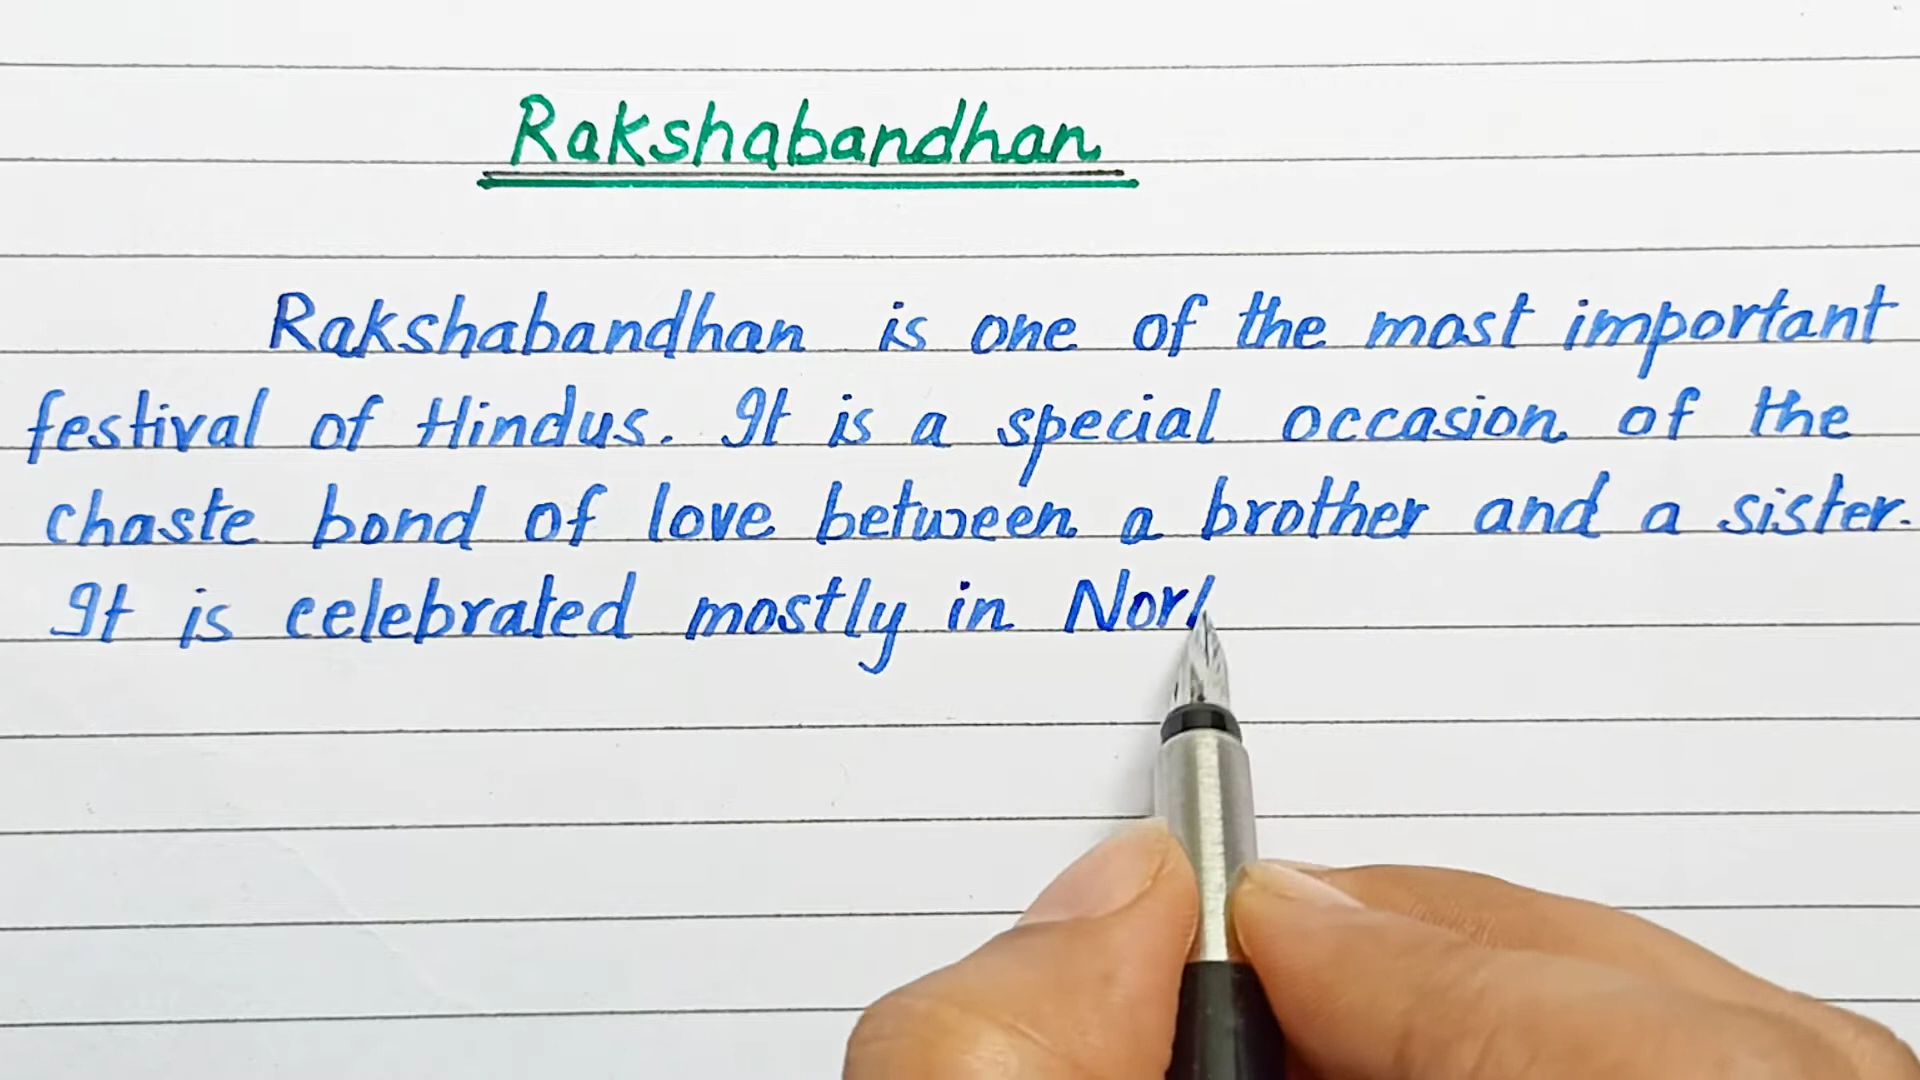 Rakshabandhan
Rakshabandhan is one of the most important
festival of Hindus. It is a special occasion of the
chaste bond of love between a brother and a sister.
It is celebrated mostly in Nor